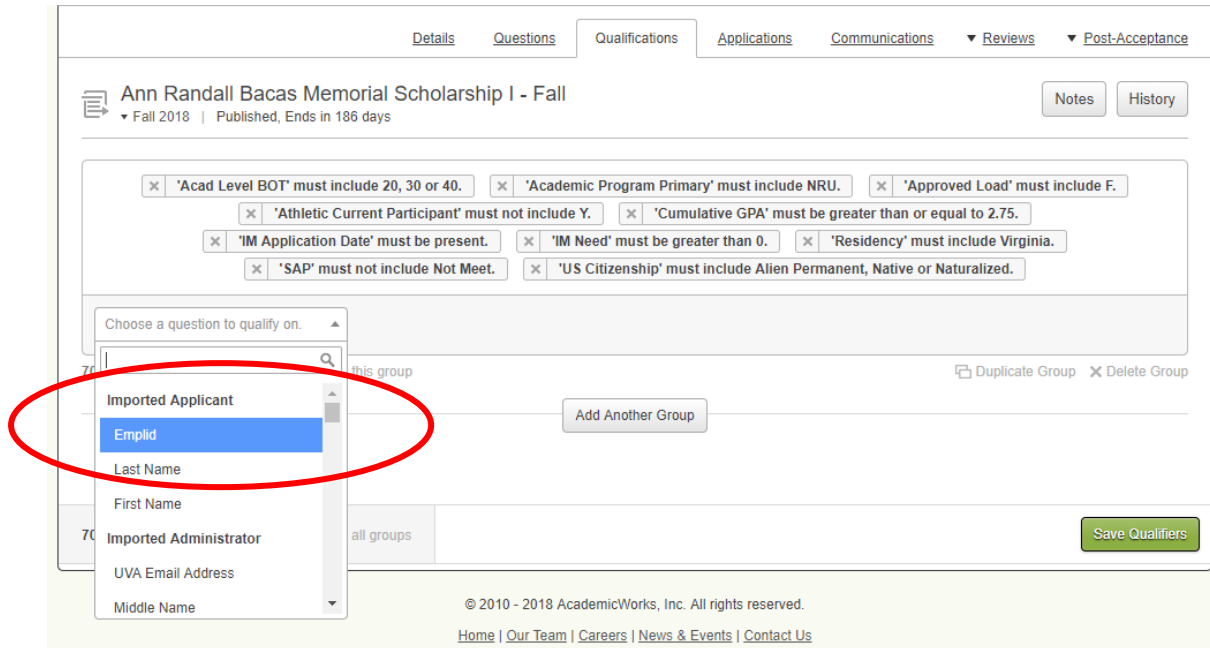 Details Questions Qualifications Applications Communications ▼ Reviews ▼ Post-Acceptance
Ann Randall Bacas Memorial Scholarship I - Fall
▾ Fall 2018 | Published, Ends in 186 days
Notes History
× 'Acad Level BOT' must include 20, 30 or 40. × 'Academic Program Primary' must include NRU. × 'Approved Load' must include F.
× 'Athletic Current Participant' must not include Y. × 'Cumulative GPA' must be greater than or equal to 2.75.
× 'IM Application Date' must be present. × 'IM Need' must be greater than 0. × 'Residency' must include Virginia.
× 'SAP' must not include Not Meet. × 'US Citizenship' must include Alien Permanent, Native or Naturalized.
Choose a question to qualify on.
this group Duplicate Group × Delete Group
Imported Applicant
Add Another Group
Emplid
Last Name
First Name
70 Imported Administrator all groups Save Qualifiers
UVA Email Address
Middle Name
© 2010 - 2018 AcademicWorks, Inc. All rights reserved.
Home | Our Team | Careers | News & Events | Contact Us